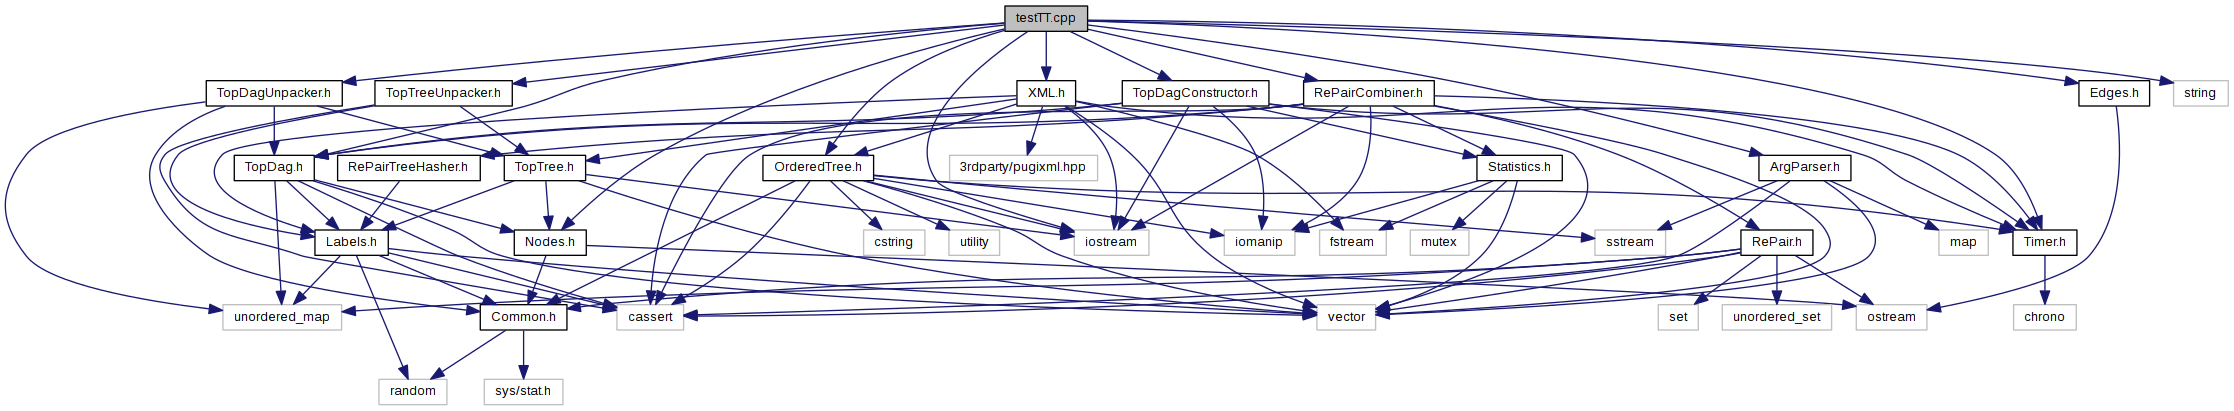 testTT.cpp
TopDagUnpacker.h
TopTreeUnpacker.h
XML.h
TopDagConstructor.h
RePairCombiner.h
Edges.h
string
TopDag.h
RePairTreeHasher.h
TopTree.h
OrderedTree.h
3rdparty/pugixml.hpp
Statistics.h
ArgParser.h
Labels.h
Nodes.h
cstring
utility
iostream
iomanip
fstream
mutex
sstream
RePair.h
map
Timer.h
unordered_map
Common.h
cassert
vector
set
unordered_set
ostream
chrono
random
sys/stat.h